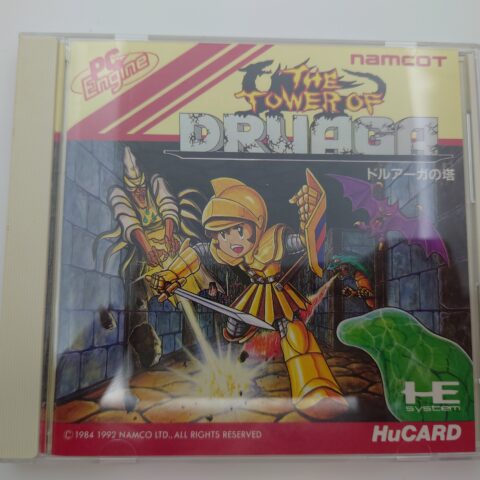 PC Engine
NAMCOT
THE
TOWER OF
DRUAGA
ドルアーガの塔
HE
system
© 1984 1992 NAMCO LTD., ALL RIGHTS RESERVED
HuCARD